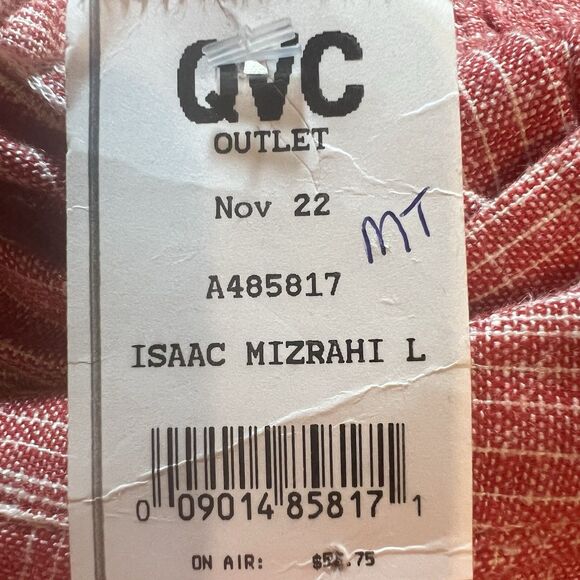 QVC
OUTLET
Nov 22
MT
A485817
ISAAC MIZRAHI L
0 09014 85817 1
ON AIR: